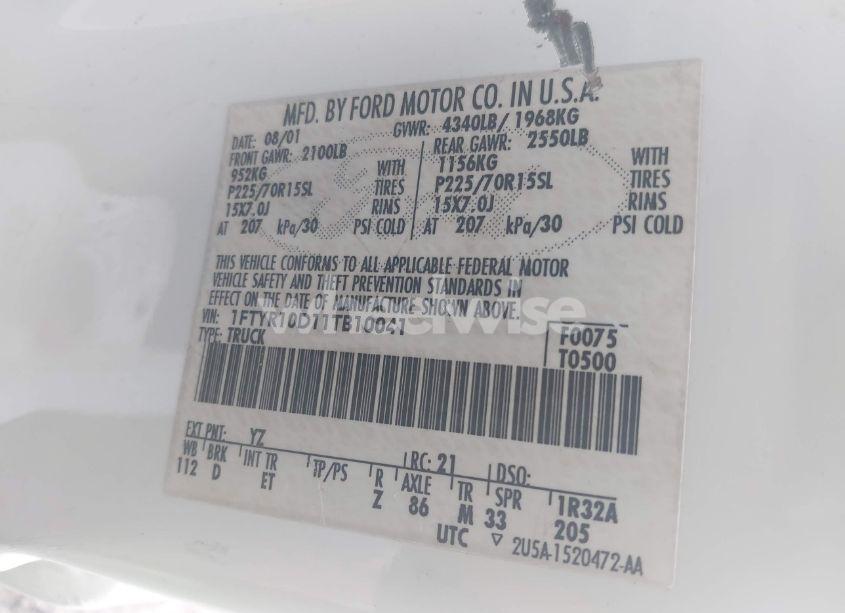 MFD. BY FORD MOTOR CO. IN U.S.A.
DATE: 08/01 GVWR: 4340LB/ 1968KG
FRONT GAWR: 2100LB REAR GAWR: 2550LB
952KG WITH 1156KG WITH
P225/70R15SL TIRES P225/70R15SL TIRES
15X7.0J RIMS 15X7.0J RIMS
AT 207 kPa/30 PSI COLD AT 207 kPa/30 PSI COLD
THIS VEHICLE CONFORMS TO ALL APPLICABLE FEDERAL MOTOR
VEHICLE SAFETY AND THEFT PREVENTION STANDARDS IN
EFFECT ON THE DATE OF MANUFACTURE SHOWN ABOVE.
VIN: 1FTYR10D11TB10041 F0075
TYPE: TRUCK T0500
EXT PNT: YZ RC: 21 DSO:
WB BRK INT TR TP/PS R AXLE TR SPR 1R32A
112 D ET Z 86 M 33 205
UTC ▽ 2U5A-1520472-AA